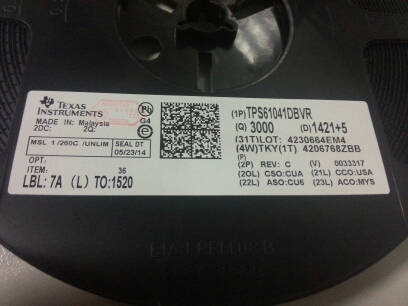 TEXAS
INSTRUMENTS
MADE IN: Malaysia
2DC: 2Q:
G4
MSL 1 /260C /UNLIM
SEAL DT
05/23/14
OPT:
ITEM: 36
LBL: 7A (L) TO:1520
(1P)TPS61041DBVR
(Q) 3000 (D)1421+5
(31T)LOT: 4230664EM4
(4W)TKY(1T) 4206768ZBB
(P)
(2P) REV: C (V) 0033317
(20L) CSO:CUA (21L) CCO:USA
(22L) ASO:CU6 (23L) ACO:MYS